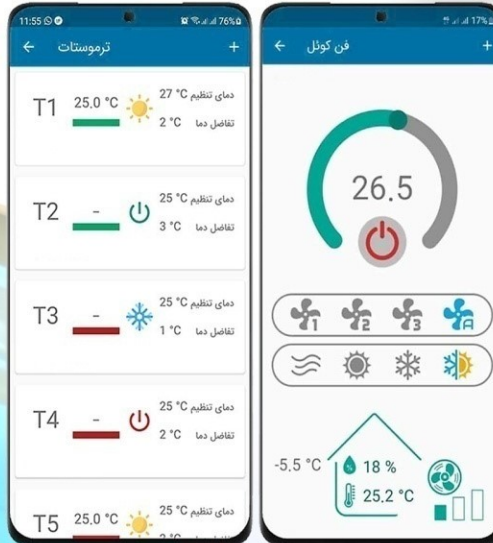 11:55 76%
ترموستات
T1 25.0 °C دمای تنظیم 27 °C
تفاضل دما 2 °C
T2 - دمای تنظیم 25 °C
تفاضل دما 3 °C
T3 - دمای تنظیم 25 °C
تفاضل دما 1 °C
T4 - دمای تنظیم 25 °C
تفاضل دما 2 °C
T5 25.0 °C دمای تنظیم 25 °C
17%
فن کوئل
26.5
1 2 3 A
-5.5 °C
18 %
25.2 °C